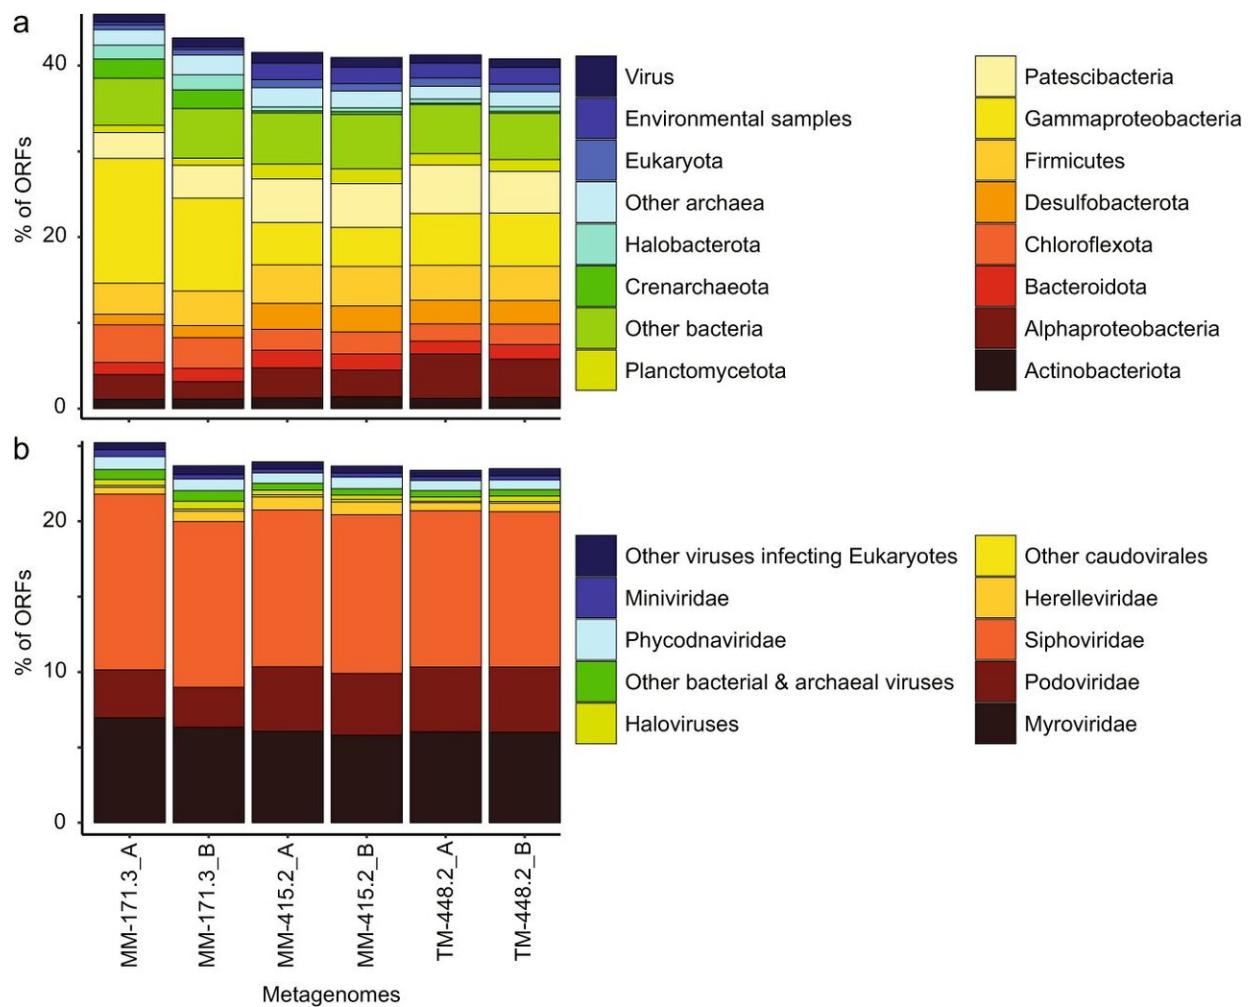 a
% of ORFs
40
20
0
Virus
Environmental samples
Eukaryota
Other archaea
Halobacterota
Crenarchaeota
Other bacteria
Planctomycetota
Patescibacteria
Gammaproteobacteria
Firmicutes
Desulfobacterota
Chloroflexota
Bacteroidota
Alphaproteobacteria
Actinobacteriota
b
% of ORFs
20
10
0
Other viruses infecting Eukaryotes
Miniviridae
Phycodnaviridae
Other bacterial & archaeal viruses
Haloviruses
Other caudovirales
Herelleviridae
Siphoviridae
Podoviridae
Myroviridae
MM-171.3_A
MM-171.3_B
MM-415.2_A
MM-415.2_B
TM-448.2_A
TM-448.2_B
Metagenomes